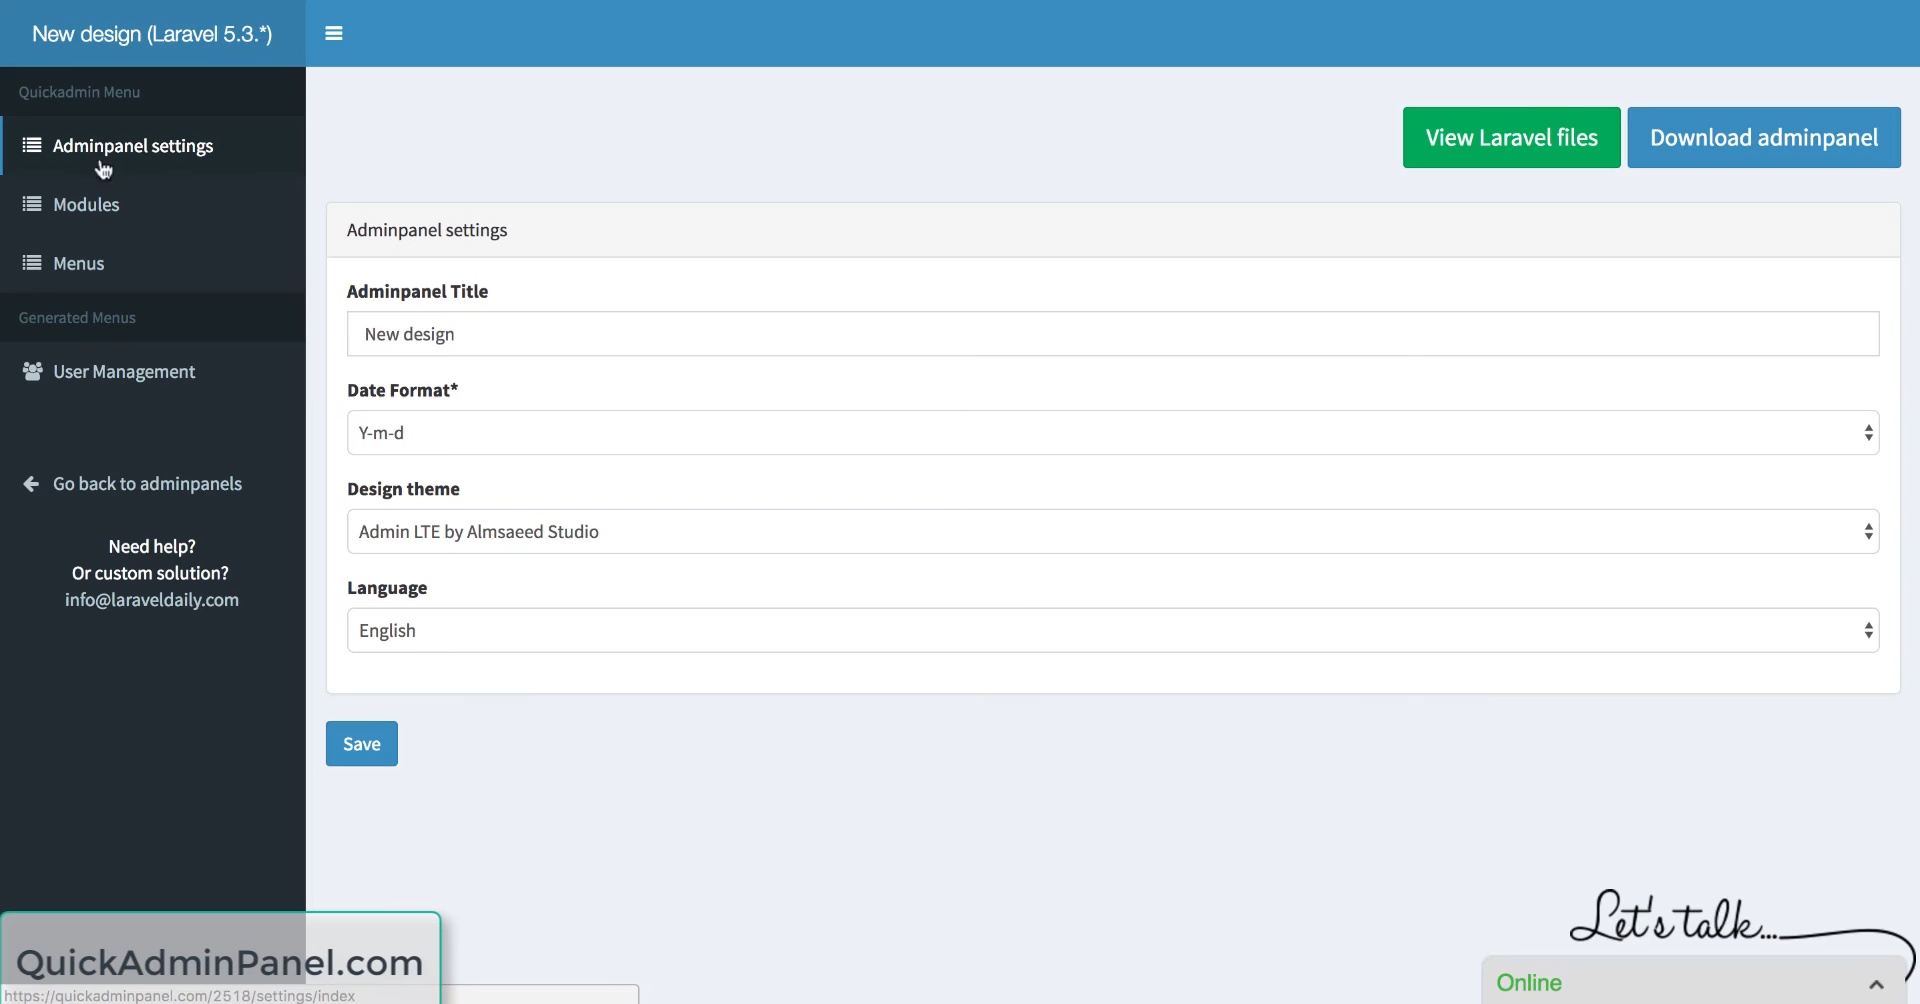 New design (Laravel 5.3.*)
Quickadmin Menu
Adminpanel settings
Modules
Menus
Generated Menus
User Management
Go back to adminpanels
Need help?
Or custom solution?
info@laraveldaily.com
View Laravel files
Download adminpanel
Adminpanel settings
Adminpanel Title
New design
Date Format*
Y-m-d
Design theme
Admin LTE by Almsaeed Studio
Language
English
Save
QuickAdminPanel.com
https://quickadminpanel.com/2518/settings/index
Let's talk...
Online